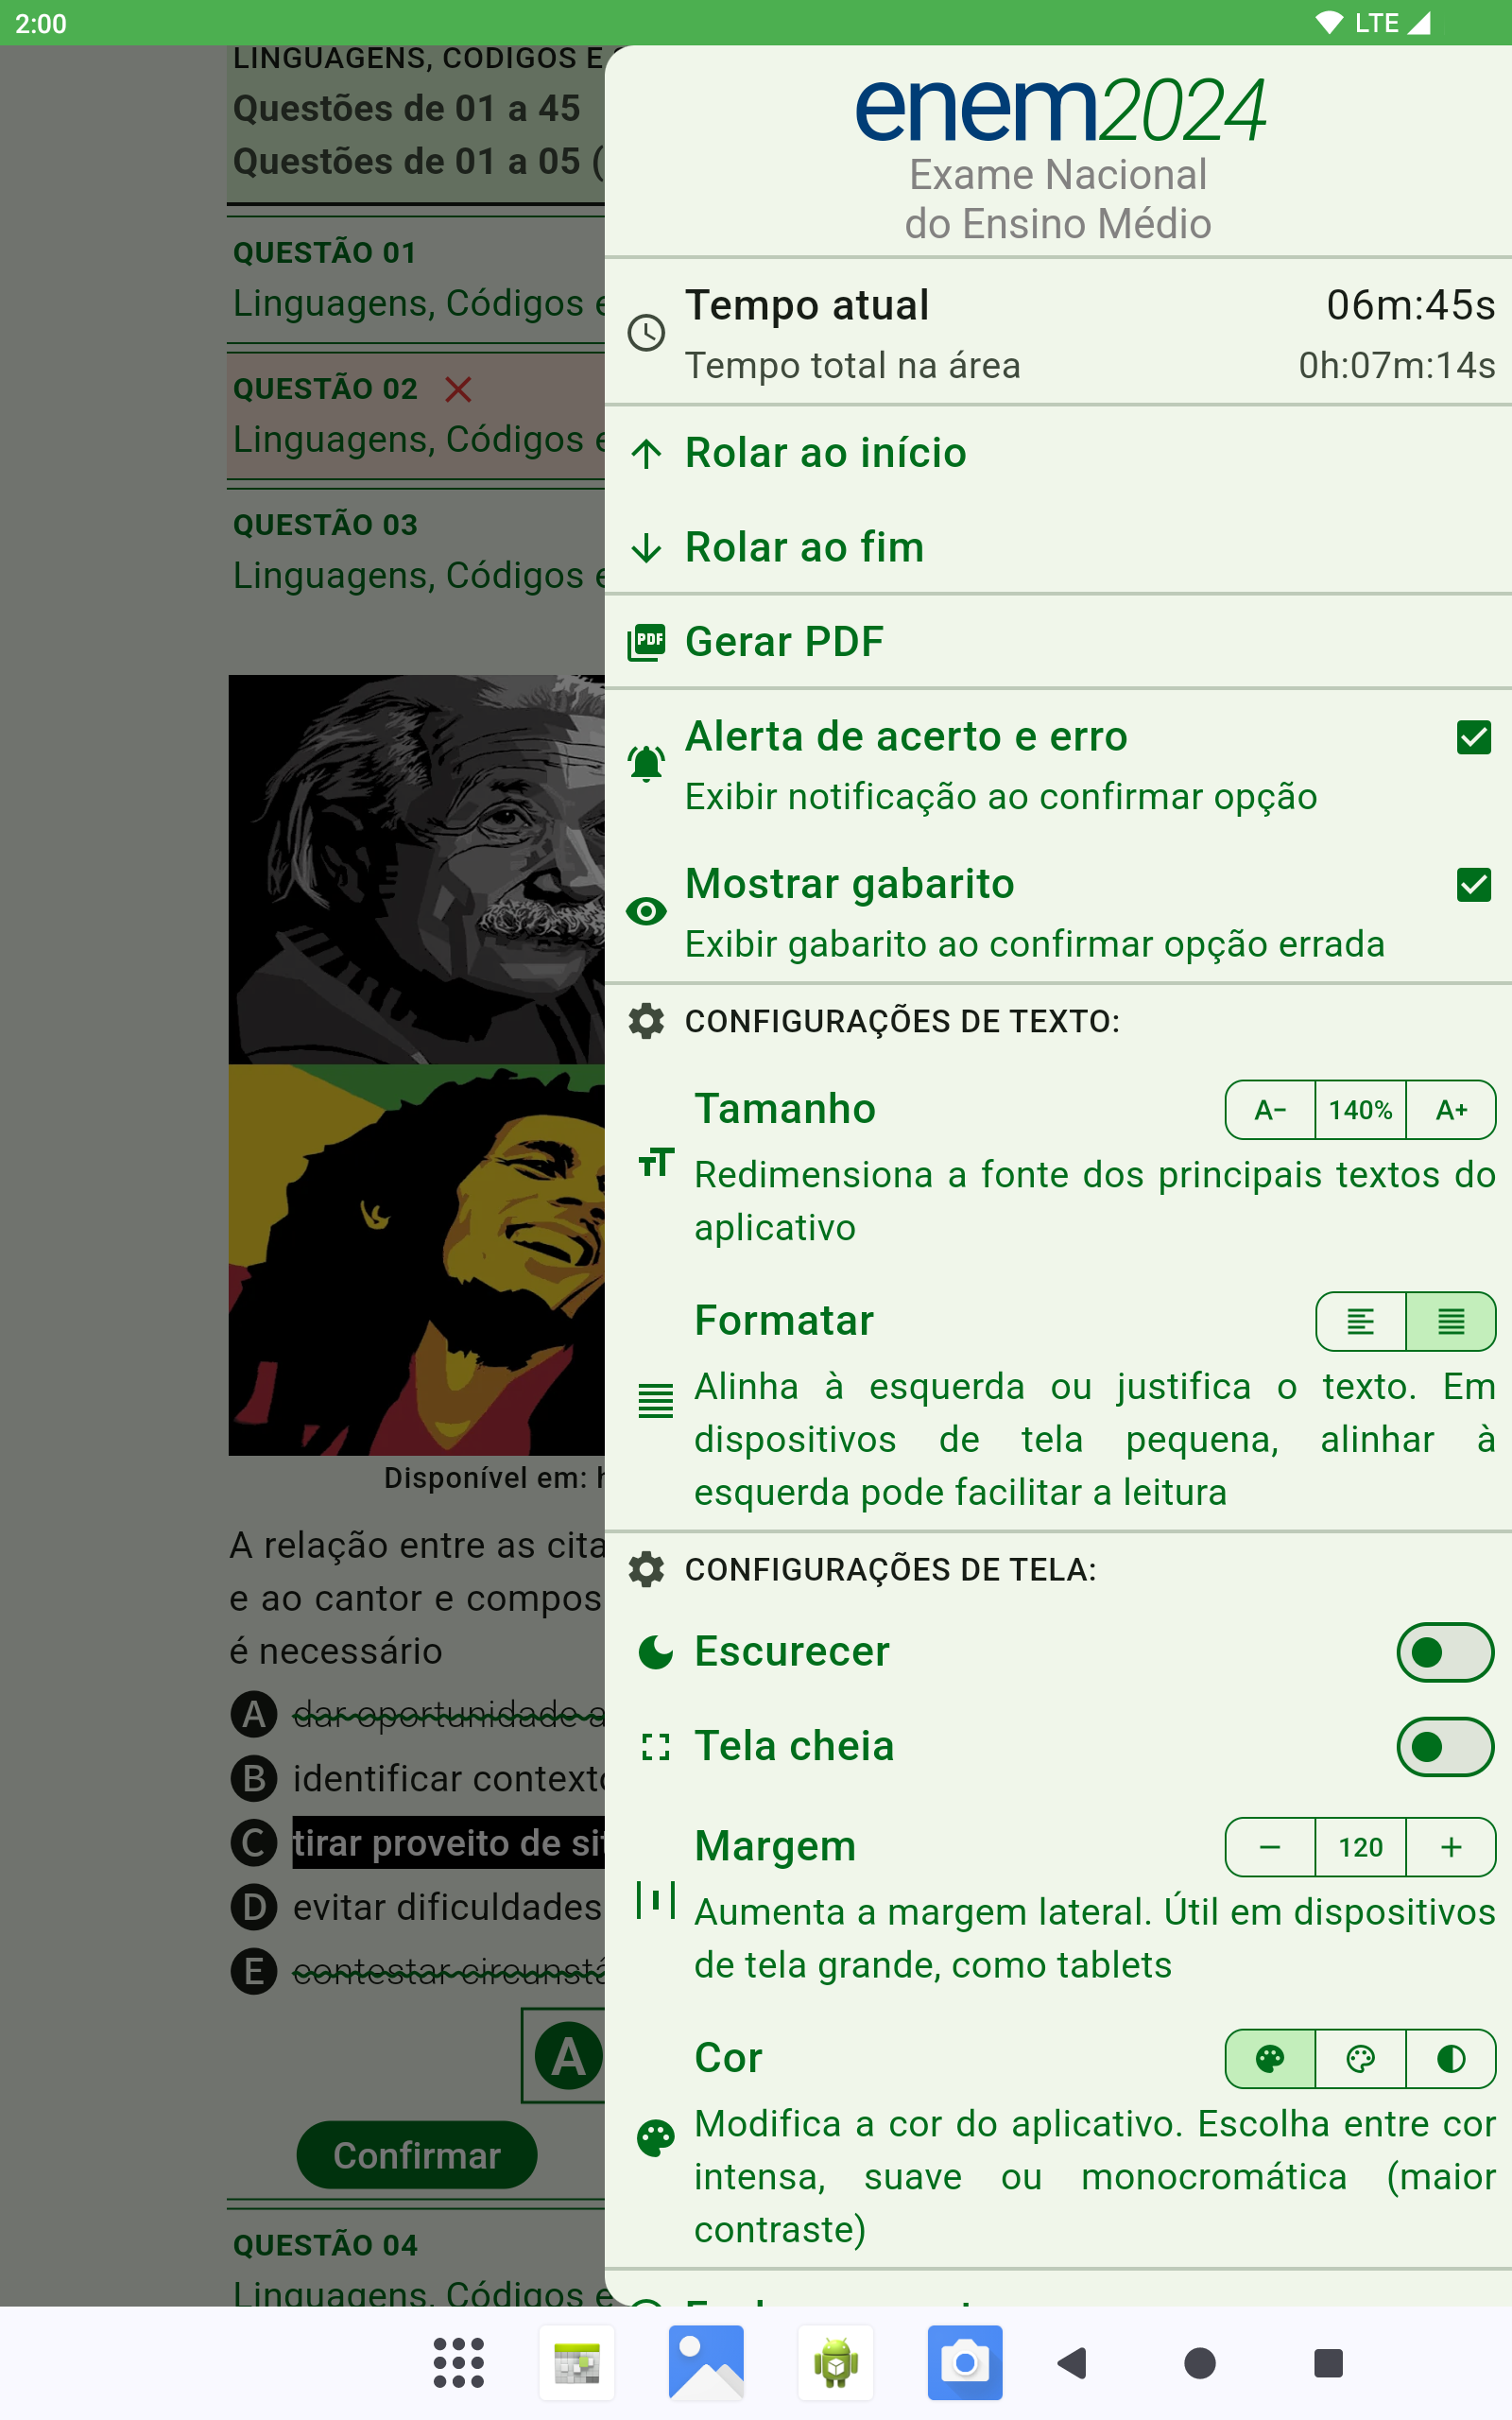 2:00
LTE
LINGUAGENS, CÓDIGOS E
Questões de 01 a 45
Questões de 01 a 05 (
QUESTÃO 01
Linguagens, Códigos e
QUESTÃO 02
Linguagens, Códigos e
QUESTÃO 03
Linguagens, Códigos e
Disponível em: h
A relação entre as cita
e ao cantor e compos
é necessário
A dar oportunidade a
B identificar contexto
C tirar proveito de sit
D evitar dificuldades
E contestar circunstâ
A
Confirmar
QUESTÃO 04
Linguagens, Códigos e
enem2024
Exame Nacional
do Ensino Médio
Tempo atual 06m:45s
Tempo total na área 0h:07m:14s
Rolar ao início
Rolar ao fim
PDF Gerar PDF
Alerta de acerto e erro
Exibir notificação ao confirmar opção
Mostrar gabarito
Exibir gabarito ao confirmar opção errada
CONFIGURAÇÕES DE TEXTO:
Tamanho A- 140% A+
Redimensiona a fonte dos principais textos do
aplicativo
Formatar
Alinha à esquerda ou justifica o texto. Em
dispositivos de tela pequena, alinhar à
esquerda pode facilitar a leitura
CONFIGURAÇÕES DE TELA:
Escurecer
Tela cheia
Margem − 120 +
Aumenta a margem lateral. Útil em dispositivos
de tela grande, como tablets
Cor
Modifica a cor do aplicativo. Escolha entre cor
intensa, suave ou monocromática (maior
contraste)